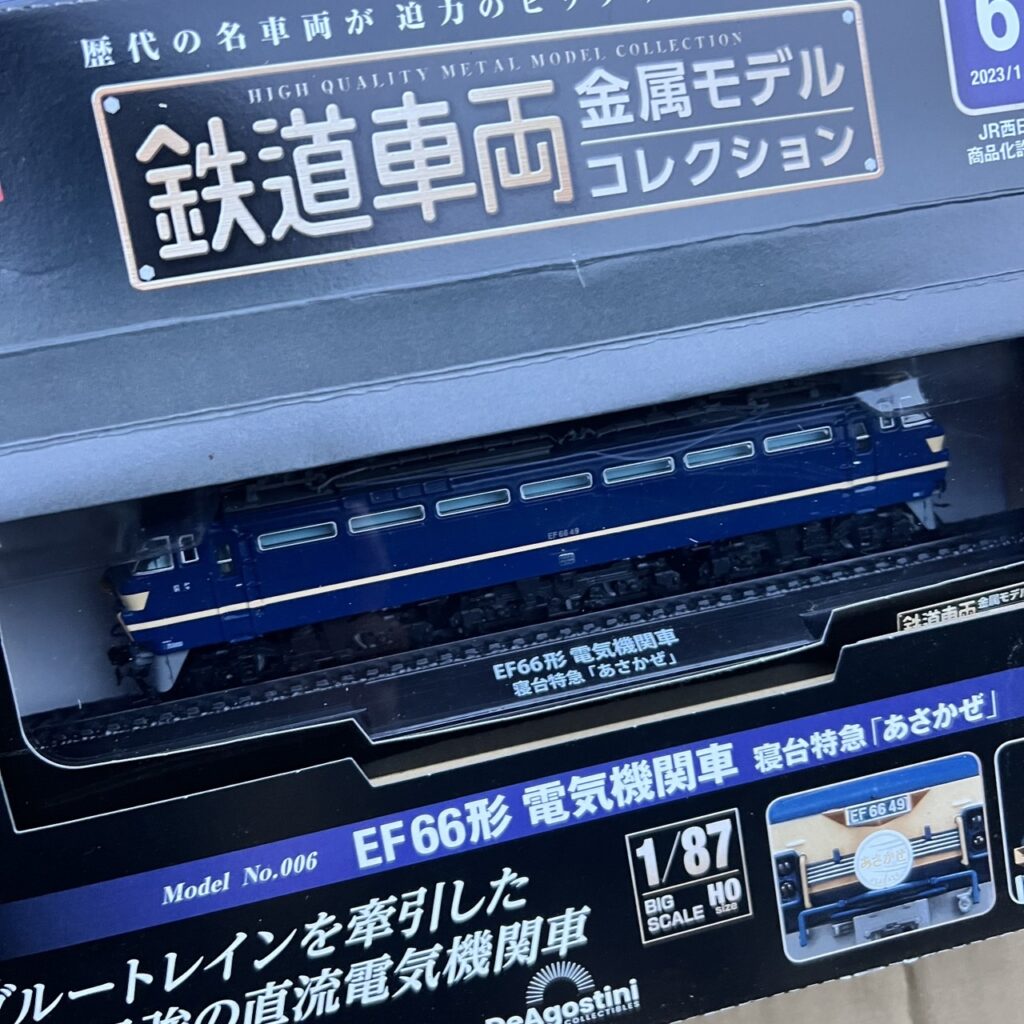 歴代の名車両が 迫力の
HIGH QUALITY METAL MODEL COLLECTION
鉄道車両 金属モデル
コレクション
6
2023/1
JR西日
商品化許
EF66 49
鉄道車両 金属モデル
EF66形 電気機関車
寝台特急「あさかぜ」
Model No.006 EF66形 電気機関車 寝台特急「あさかぜ」
1/87
BIG SCALE HO size
EF66 49
あさかぜ
ブルートレインを牽引した
強の直流電気機関車
DeAgostini
COLLECTIBLES